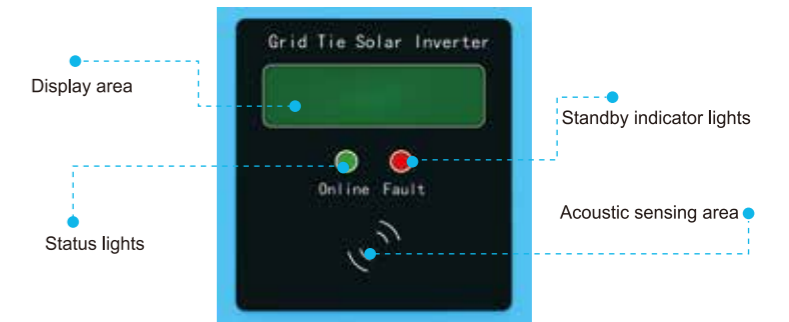 Grid Tie Solar Inverter
Display area
Standby indicator lights
Online Fault
Acoustic sensing area
Status lights